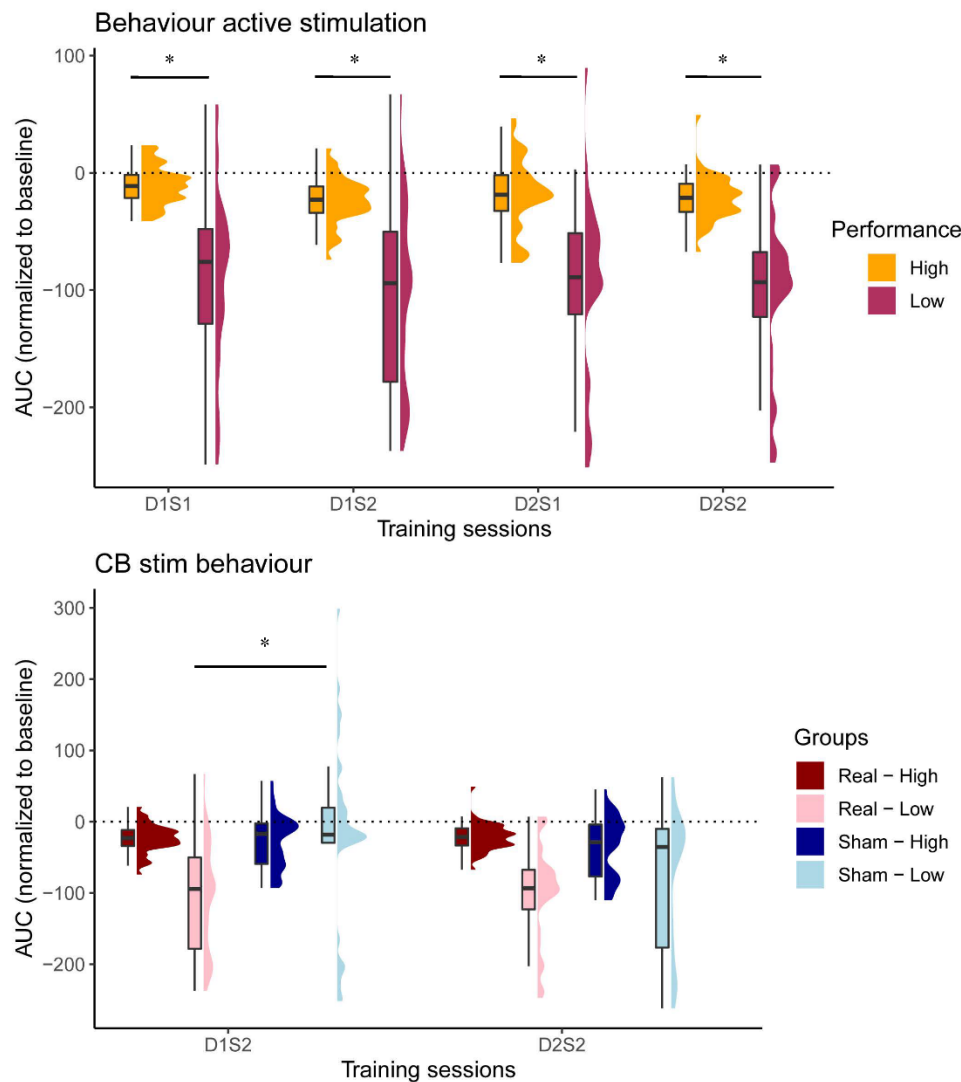 Behaviour active stimulation
AUC (normalized to baseline)
100
0
−100
−200
* * * *
D1S1 D1S2 D2S1 D2S2
Training sessions
Performance
High
Low
CB stim behaviour
AUC (normalized to baseline)
300
200
100
0
−100
−200
*
D1S2 D2S2
Training sessions
Groups
Real − High
Real − Low
Sham − High
Sham − Low